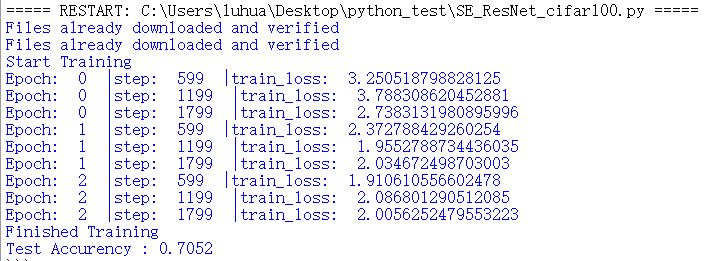 ===== RESTART: C:\Users\luhua\Desktop\python_test\SE_ResNet_cifar100.py =====
Files already downloaded and verified
Files already downloaded and verified
Start Training
Epoch:  0  |step:  599  |train_loss:  3.250518798828125
Epoch:  0  |step:  1199  |train_loss:  3.788308620452881
Epoch:  0  |step:  1799  |train_loss:  2.7383131980895996
Epoch:  1  |step:  599  |train_loss:  2.372788429260254
Epoch:  1  |step:  1199  |train_loss:  1.9552788734436035
Epoch:  1  |step:  1799  |train_loss:  2.034672498703003
Epoch:  2  |step:  599  |train_loss:  1.910610556602478
Epoch:  2  |step:  1199  |train_loss:  2.086801290512085
Epoch:  2  |step:  1799  |train_loss:  2.0056252479553223
Finished Training
Test Accurency : 0.7052